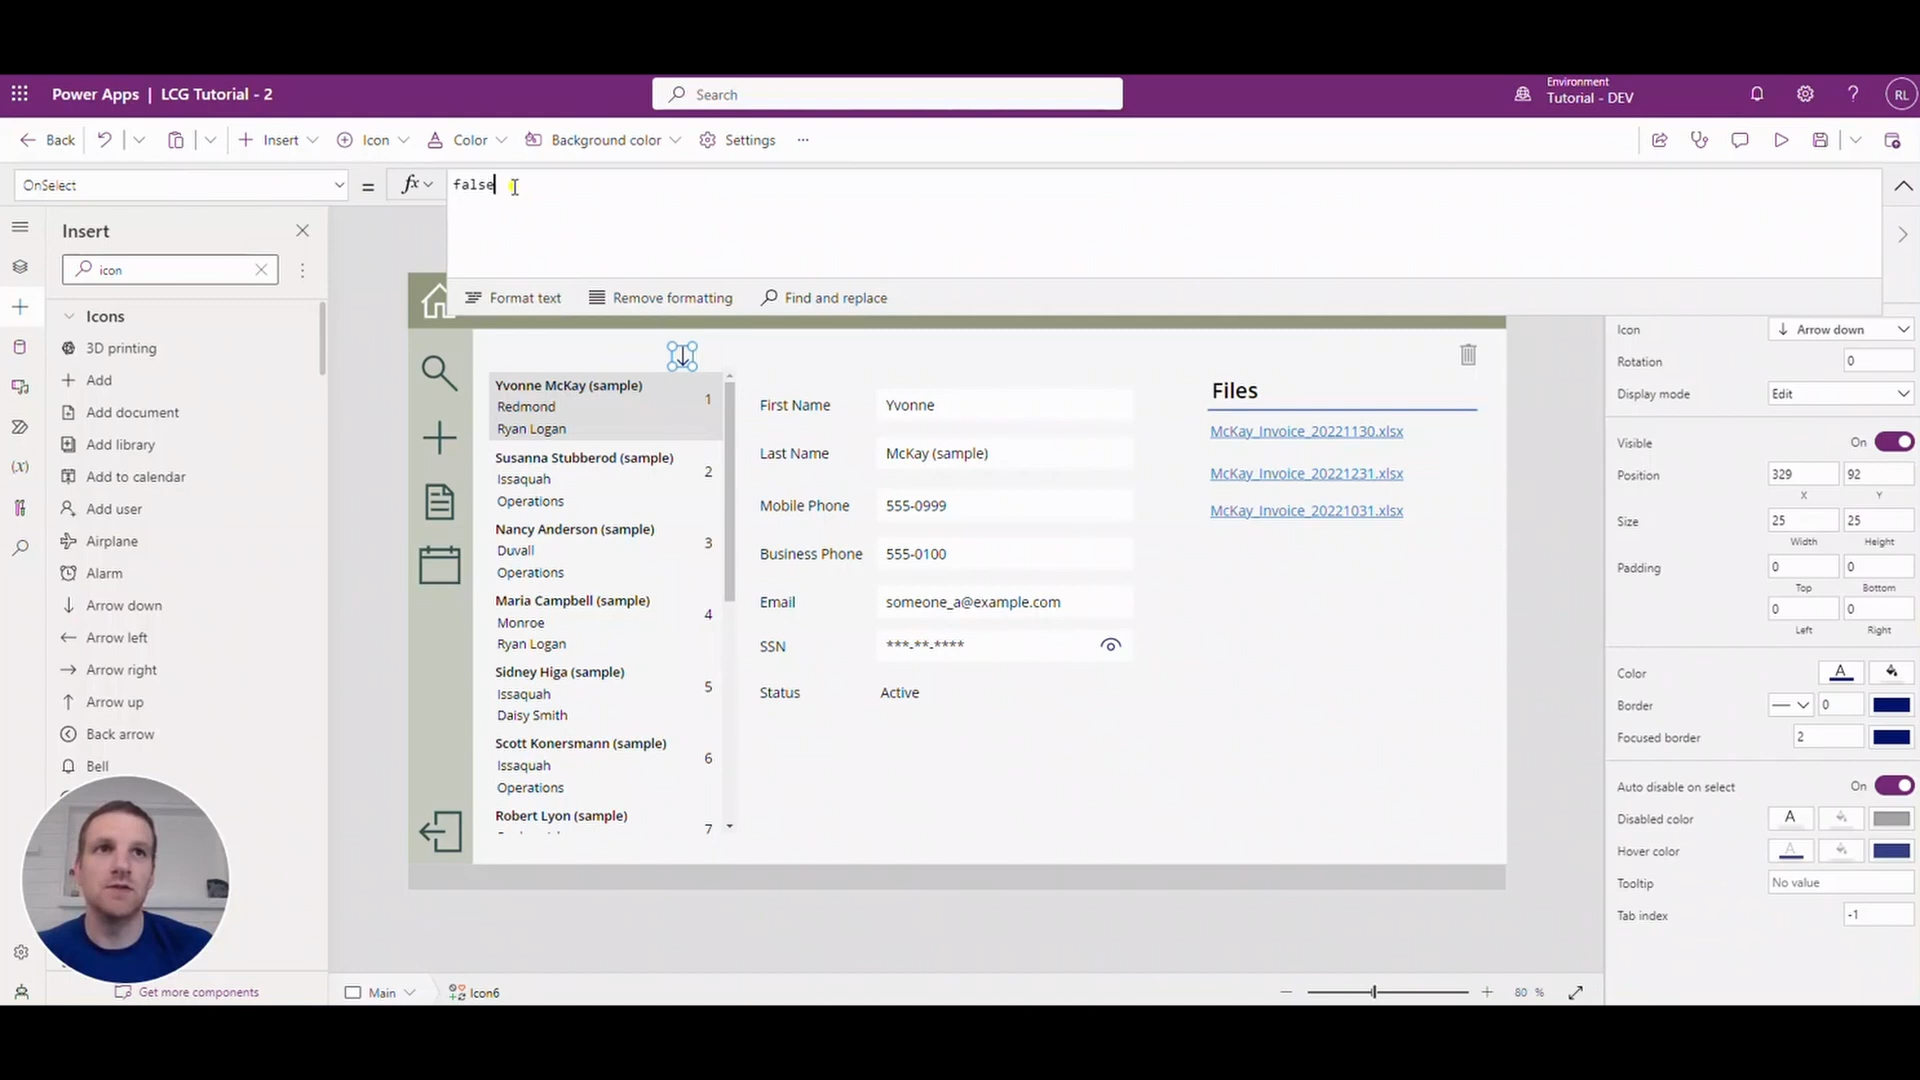 Power Apps | LCG Tutorial - 2
Search
Environment
Tutorial - DEV
RL
Back
Insert
Icon
Color
Background color
Settings
OnSelect
=
fx
false
Format text
Remove formatting
Find and replace
Insert
icon
Icons
3D printing
Add
Add document
Add library
Add to calendar
Add user
Airplane
Alarm
Arrow down
Arrow left
Arrow right
Arrow up
Back arrow
Bell
Get more components
Yvonne McKay (sample)
Redmond
1
Ryan Logan
Susanna Stubberod (sample)
Issaquah
2
Operations
Nancy Anderson (sample)
Duvall
3
Operations
Maria Campbell (sample)
Monroe
4
Ryan Logan
Sidney Higa (sample)
Issaquah
5
Daisy Smith
Scott Konersmann (sample)
Issaquah
6
Operations
Robert Lyon (sample)
7
First Name Yvonne
Last Name McKay (sample)
Mobile Phone 555-0999
Business Phone 555-0100
Email someone_a@example.com
SSN ***-**-****
Status Active
Files
McKay_Invoice_20221130.xlsx
McKay_Invoice_20221231.xlsx
McKay_Invoice_20221031.xlsx
Icon Arrow down
Rotation 0
Display mode Edit
Visible On
Position 329 92
X Y
Size 25 25
Width Height
Padding 0 0
Top Bottom
0 0
Left Right
Color
Border 0
Focused border 2
Auto disable on select On
Disabled color
Hover color
Tooltip No value
Tab index -1
Main
Icon6
80 %